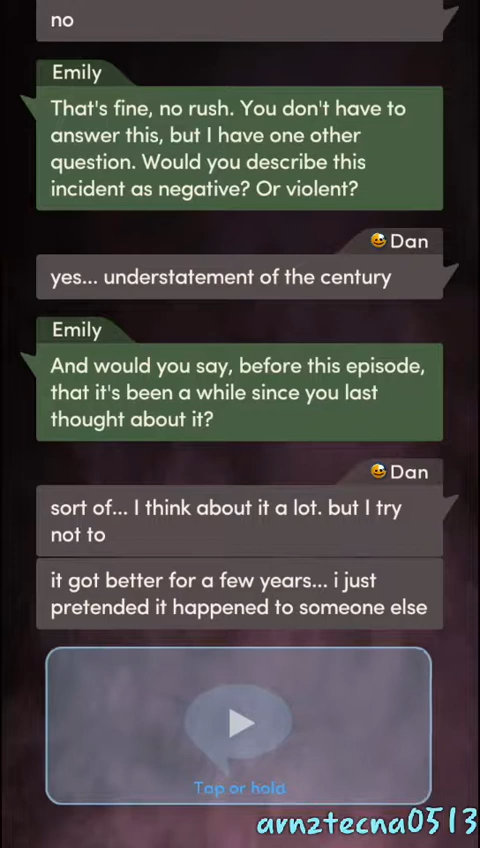 no
Emily
That's fine, no rush. You don't have to
answer this, but I have one other
question. Would you describe this
incident as negative? Or violent?
Dan
yes... understatement of the century
Emily
And would you say, before this episode,
that it's been a while since you last
thought about it?
Dan
sort of... I think about it a lot. but I try
not to
it got better for a few years... i just
pretended it happened to someone else
Tap or hold
arnztecna0513